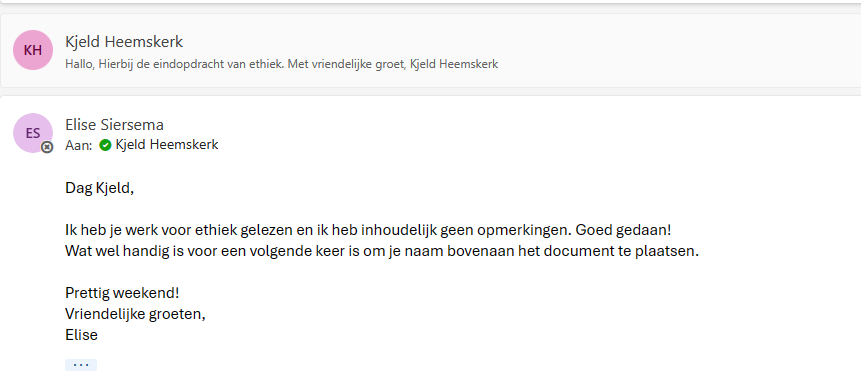 KH
Kjeld Heemskerk
Hallo, Hierbij de eindopdracht van ethiek. Met vriendelijke groet, Kjeld Heemskerk
ES
Elise Siersema
Aan: Kjeld Heemskerk
Dag Kjeld,
Ik heb je werk voor ethiek gelezen en ik heb inhoudelijk geen opmerkingen. Goed gedaan!
Wat wel handig is voor een volgende keer is om je naam bovenaan het document te plaatsen.
Prettig weekend!
Vriendelijke groeten,
Elise
...